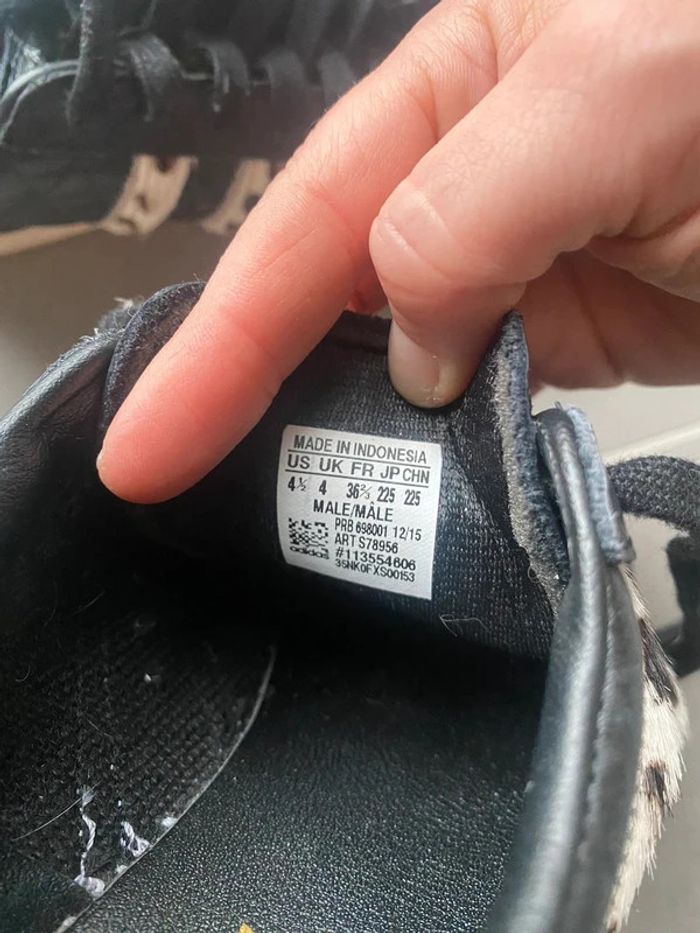 MADE IN INDONESIA
US UK FR JP CHN
4½ 4 36⅔ 225 225
MALE/MÂLE
PRB 698001 12/15
ART S78956
#113554606
adidas
35NK0FXS00153